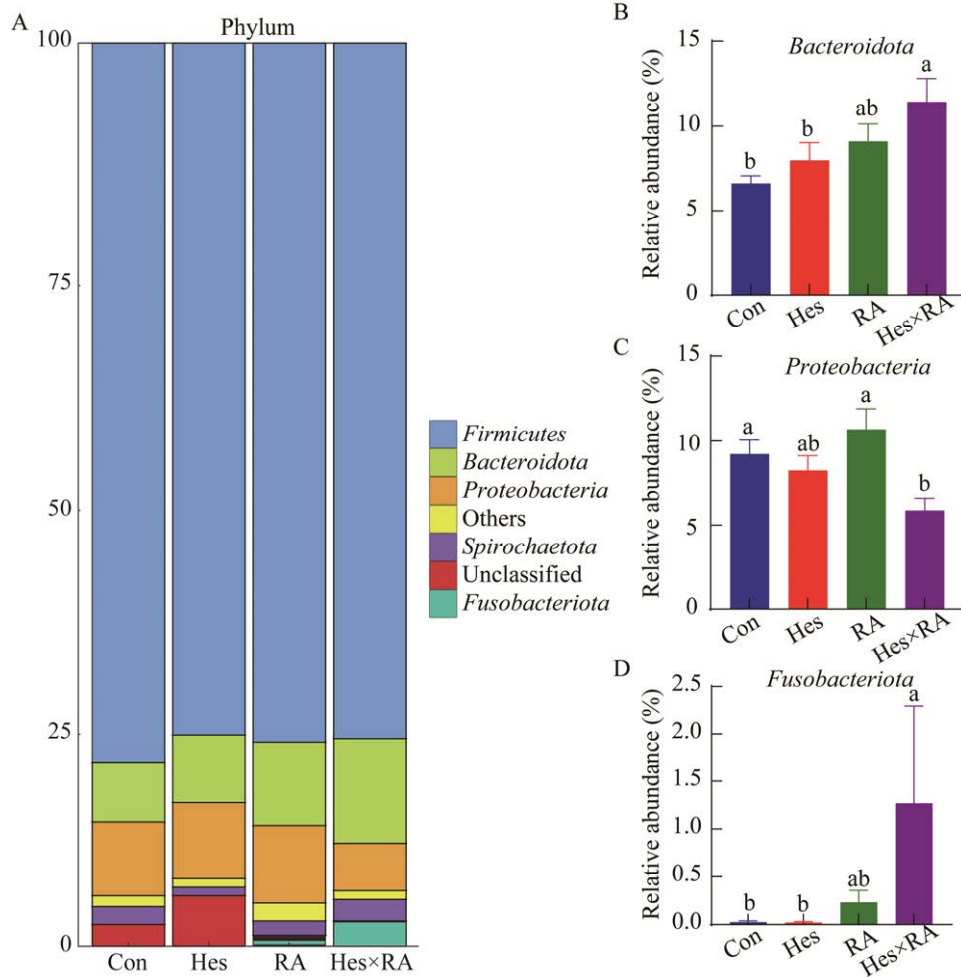 A
Phylum
100
75
50
25
0
Con
Hes
RA
Hes×RA
Firmicutes
Bacteroidota
Proteobacteria
Others
Spirochaetota
Unclassified
Fusobacteriota
B
Bacteroidota
Relative abundance (%)
15
10
5
0
b
b
ab
a
Con
Hes
RA
Hes×RA
C
Proteobacteria
Relative abundance (%)
15
10
5
0
a
ab
a
b
Con
Hes
RA
Hes×RA
D
Fusobacteriota
Relative abundance (%)
2.5
2.0
1.5
1.0
0.5
0.0
b
b
ab
a
Con
Hes
RA
Hes×RA